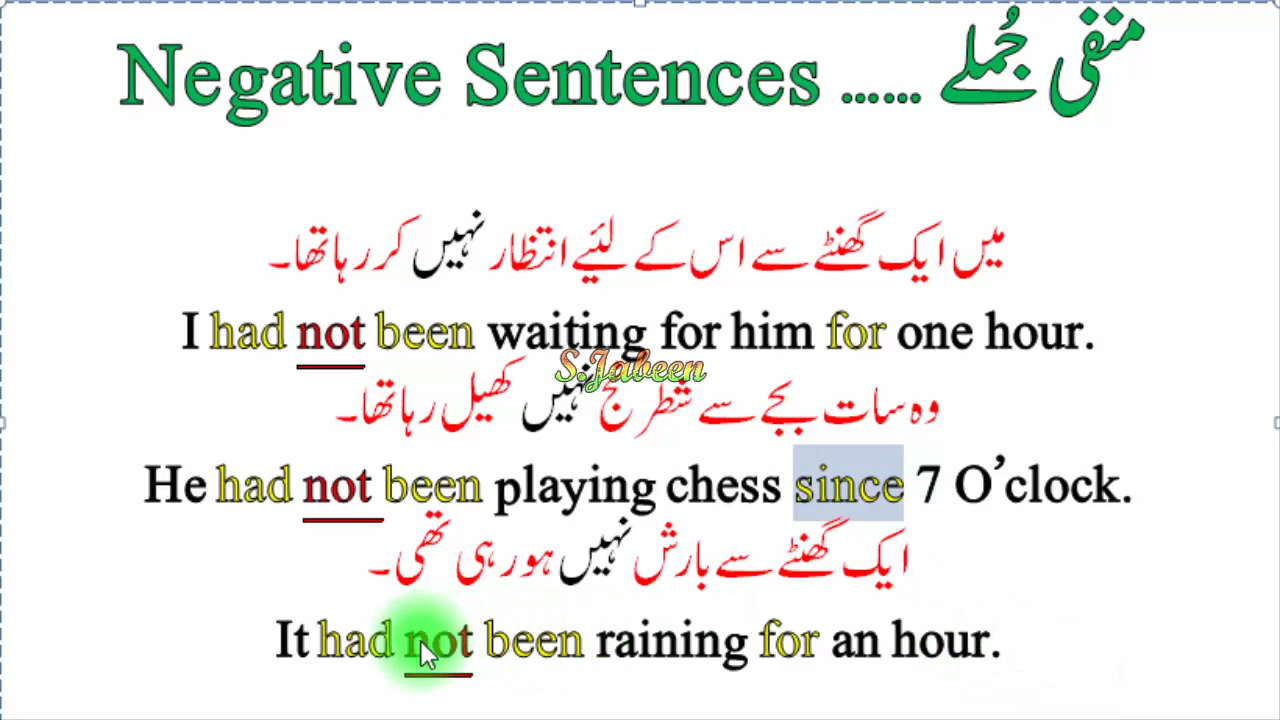 Negative Sentences ...... منفی جُملے
میں ایک گھنٹے سے اس کے لئیے انتظار نہیں کر رہا تھا۔
I had not been waiting for him for one hour.
S.Jabeen
وہ سات بجے سے شطرنج نہیں کھیل رہا تھا۔
He had not been playing chess since 7 O’clock.
ایک گھنٹے سے بارش نہیں ہو رہی تھی۔
It had not been raining for an hour.